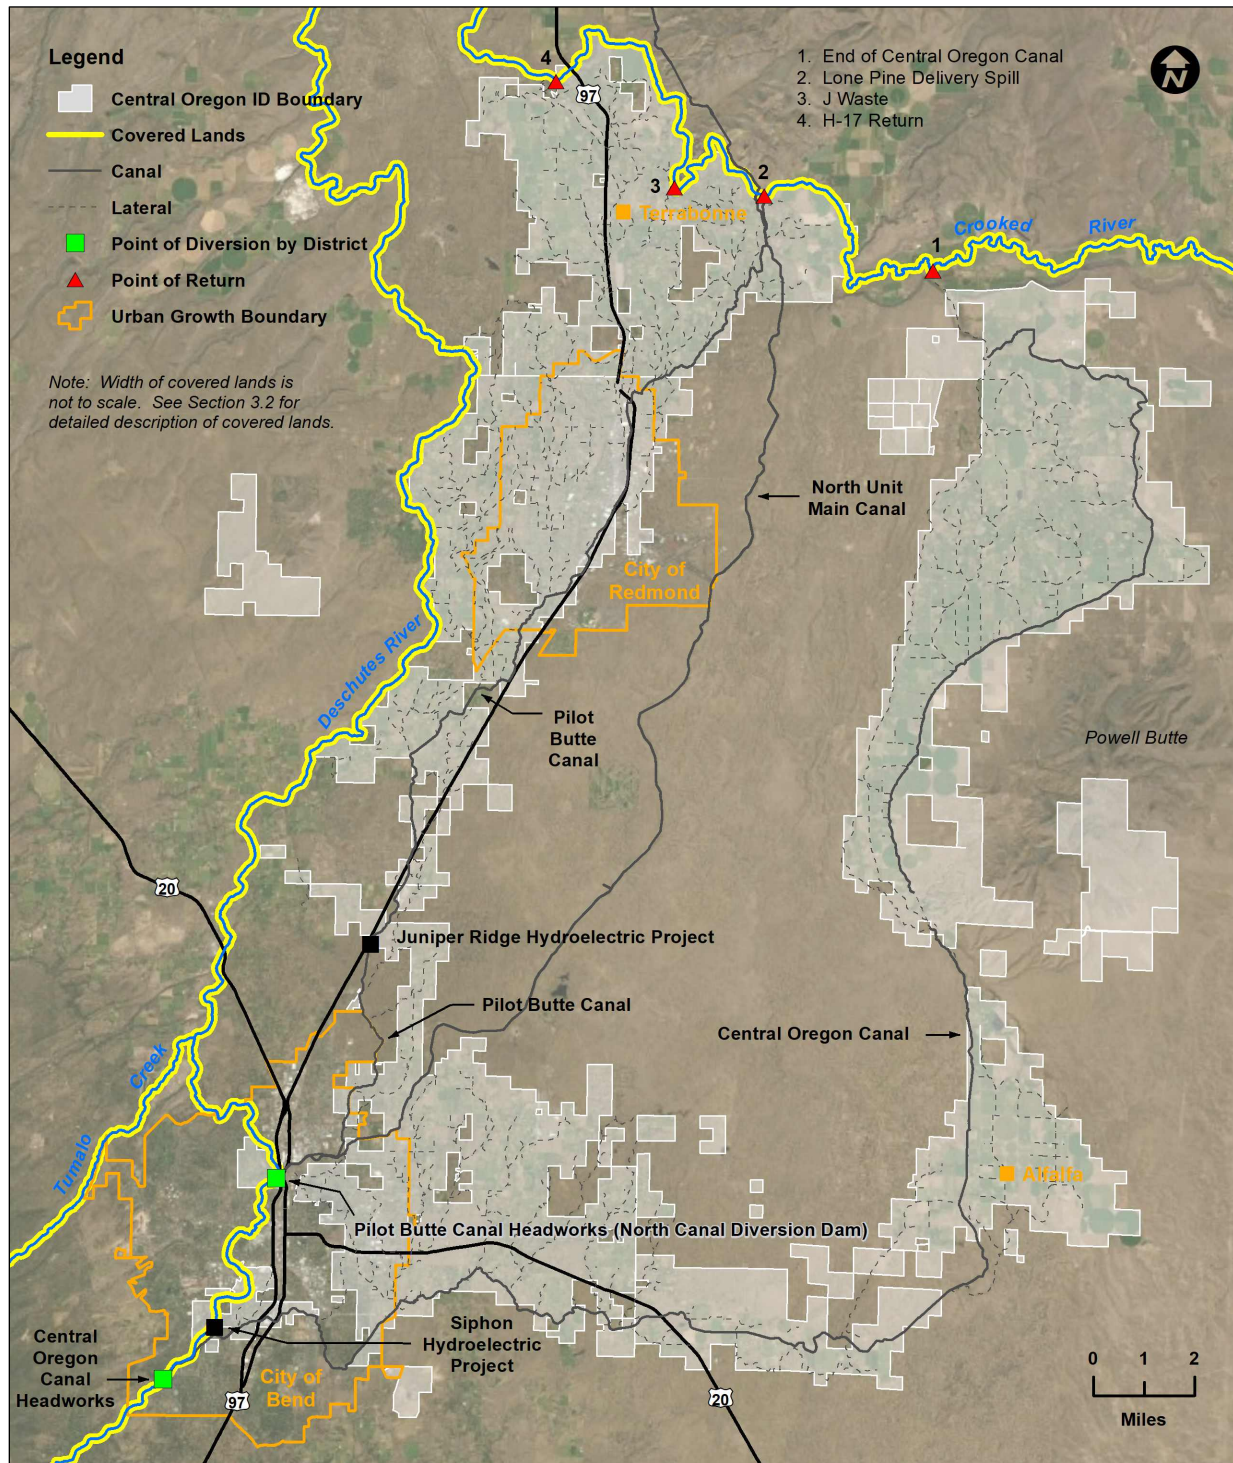 Legend
Central Oregon ID Boundary
Covered Lands
Canal
Lateral
Point of Diversion by District
Point of Return
Urban Growth Boundary
Note: Width of covered lands is
not to scale. See Section 3.2 for
detailed description of covered lands.
1. End of Central Oregon Canal
2. Lone Pine Delivery Spill
3. J Waste
4. H-17 Return
N
4
97
3
2
Terrabonne
1
Crooked
River
North Unit
Main Canal
City of
Redmond
Deschutes River
Pilot
Butte
Canal
Powell Butte
20
Juniper Ridge Hydroelectric Project
Pilot Butte Canal
Central Oregon Canal
Tumalo
Creek
Alfalfa
Pilot Butte Canal Headworks (North Canal Diversion Dam)
Central
Oregon
Canal
Headworks
Siphon
Hydroelectric
Project
City of
Bend
97
20
0 1 2
Miles